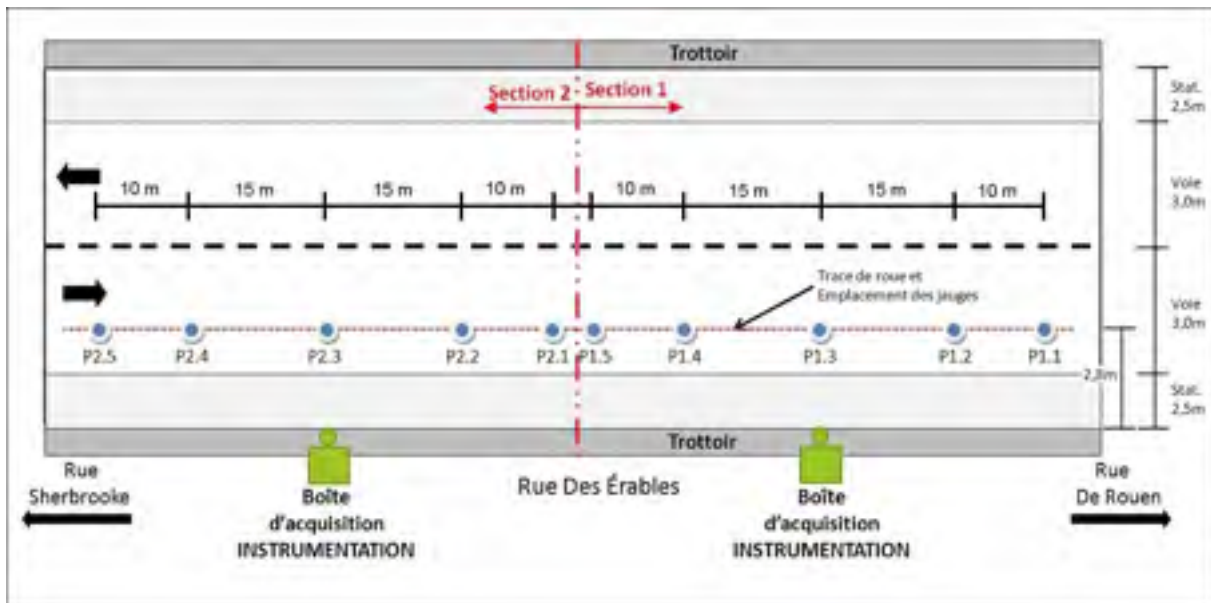 Trottoir
Section 2 - Section 1
Stat.
2,5m
10 m 15 m 15 m 10 m 10 m 15 m 15 m 10 m
Voie
3,0m
Trace de roue et
Emplacement des jauges
Voie
3,0m
P2.5 P2.4 P2.3 P2.2 P2.1 P1.5 P1.4 P1.3 P1.2 P1.1
Stat.
2,5m
Trottoir
Rue
Sherbrooke
Boîte
d'acquisition
INSTRUMENTATION
Rue Des Érables
Boîte
d'acquisition
INSTRUMENTATION
Rue
De Rouen